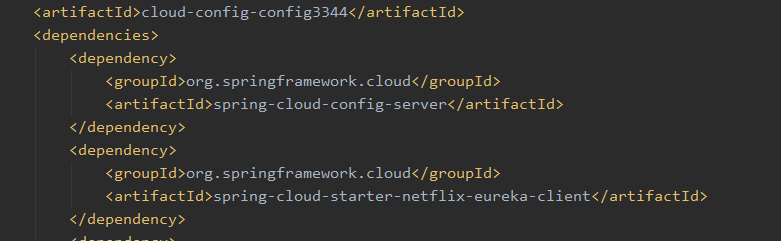 <artifactId>cloud-config-config3344</artifactId>
<dependencies>
<dependency>
<groupId>org.springframework.cloud</groupId>
<artifactId>spring-cloud-config-server</artifactId>
</dependency>
<dependency>
<groupId>org.springframework.cloud</groupId>
<artifactId>spring-cloud-starter-netflix-eureka-client</artifactId>
</dependency>
<dependency>